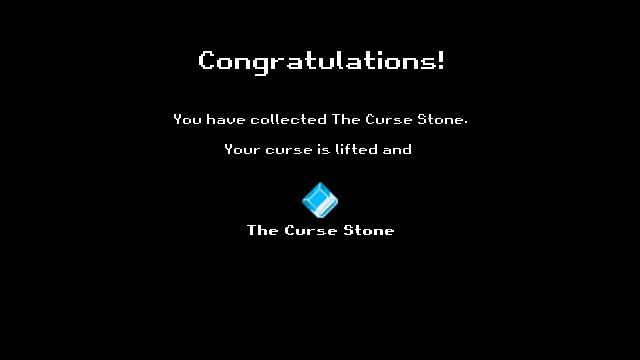 Congratulations!
You have collected The Curse Stone.
Your curse is lifted and
The Curse Stone